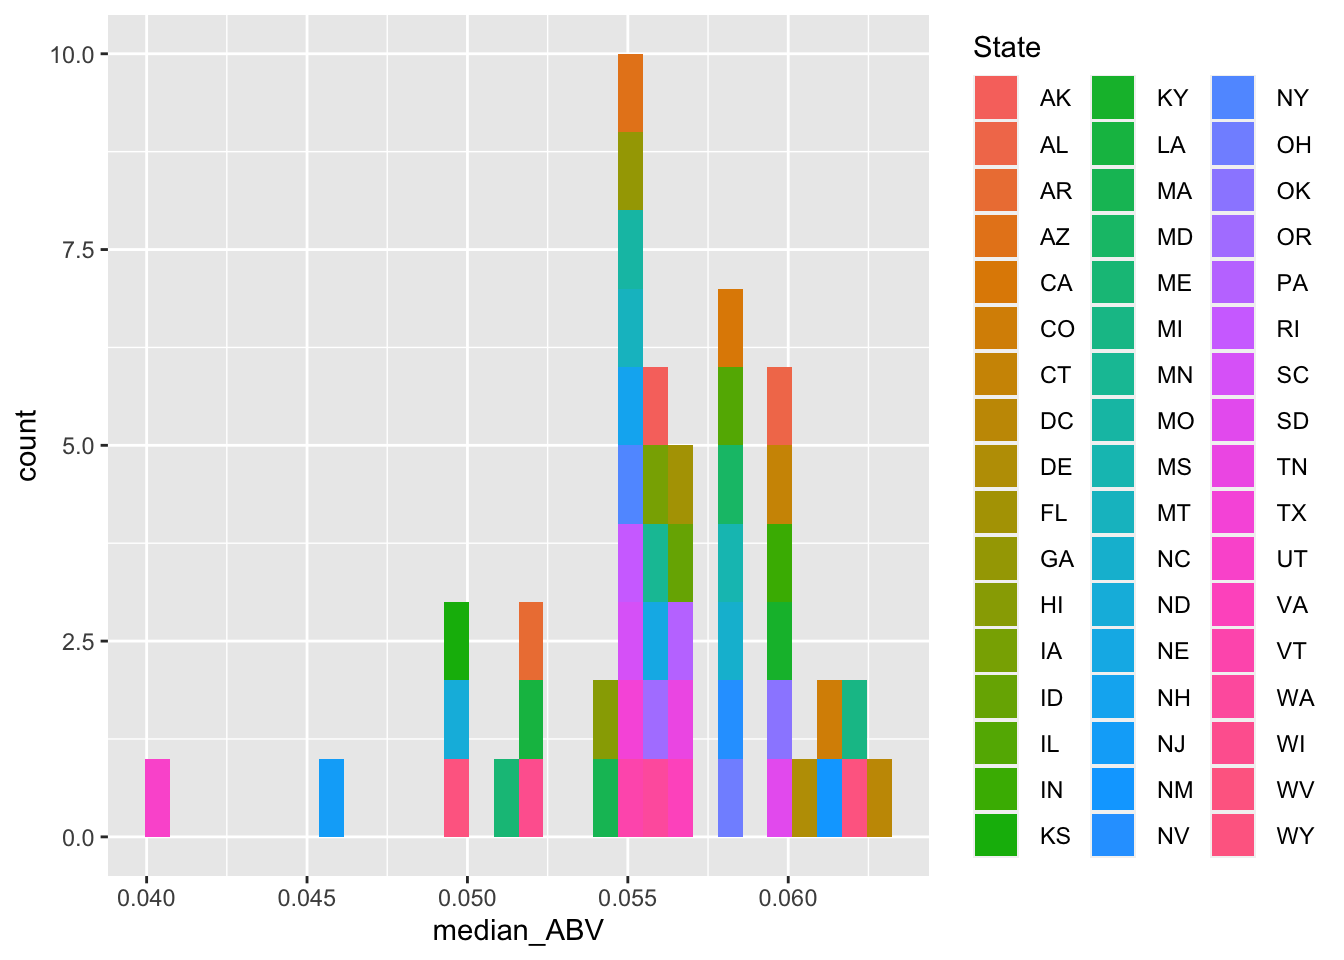 10.0
7.5
5.0
2.5
0.0
count
0.040 0.045 0.050 0.055 0.060
median_ABV
State
AK KY NY
AL LA OH
AR MA OK
AZ MD OR
CA ME PA
CO MI RI
CT MN SC
DC MO SD
DE MS TN
FL MT TX
GA NC UT
HI ND VA
IA NE VT
ID NH WA
IL NJ WI
IN NM WV
KS NV WY